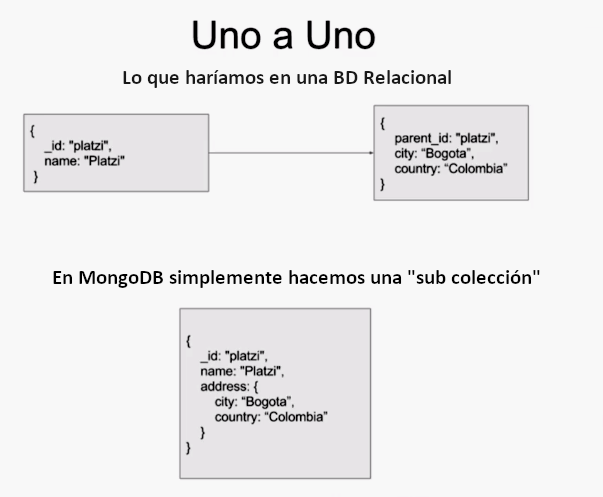 Uno a Uno
Lo que haríamos en una BD Relacional
{
_id: "platzi",
name: "Platzi"
}
{
parent_id: "platzi",
city: “Bogota”,
country: “Colombia”
}
En MongoDB simplemente hacemos una "sub colección"
{
_id: "platzi",
name: "Platzi",
address: {
city: “Bogota”,
country: “Colombia”
}
}